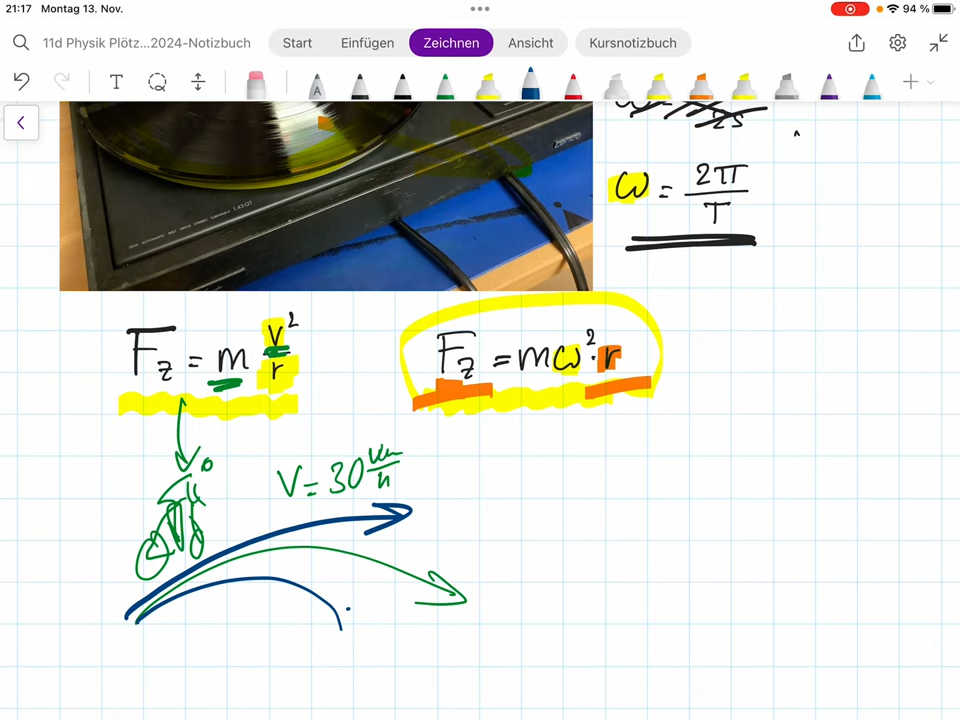 21:17 Montag 13. Nov.
94 %
11d Physik Plötz...2024-Notizbuch
Start Einfügen Zeichnen Ansicht Kursnotizbuch
T
A
2s
ω = 2π/T
F_z = m v²/r
F_z = mω²·r
V = 30 km/h